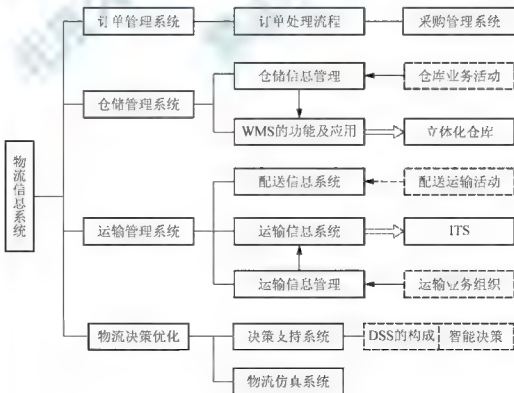 订单管理系统 订单处理流程 采购管理系统
仓储信息管理 仓库业务活动
仓储管理系统
WMS的功能及应用 立体化仓库
物流信息系统
配送信息系统 配送运输活动
运输管理系统 运输信息系统 ITS
运输信息管理 运输业务组织
物流决策优化 决策支持系统 DSS的构成 智能决策
物流仿真系统